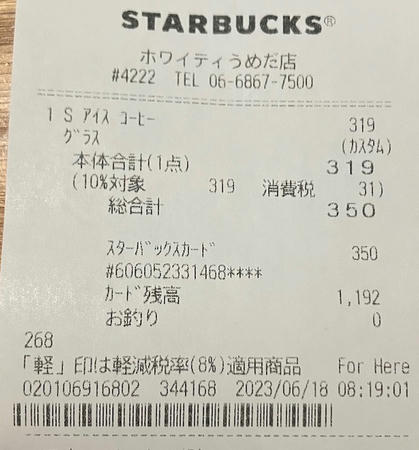 STARBUCKS®
ホワイティうめだ店
#4222 TEL 06-6867-7500
1 S アイス コーヒー 319
グラス (カスタム)
本体合計(1点) 319
(10%対象 319 消費税 31)
総合計 350
スターバックスカード 350
#606052331468****
カード残高 1,192
お釣り 0
268
「軽」印は軽減税率(8%)適用商品 For Here
020106916802 344168 2023/06/18 08:19:01